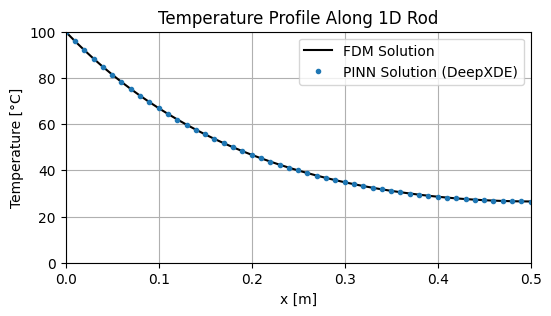 Temperature Profile Along 1D Rod
100
80
60
40
20
0
Temperature [°C]
FDM Solution
PINN Solution (DeepXDE)
0.0
0.1
0.2
0.3
0.4
0.5
x [m]